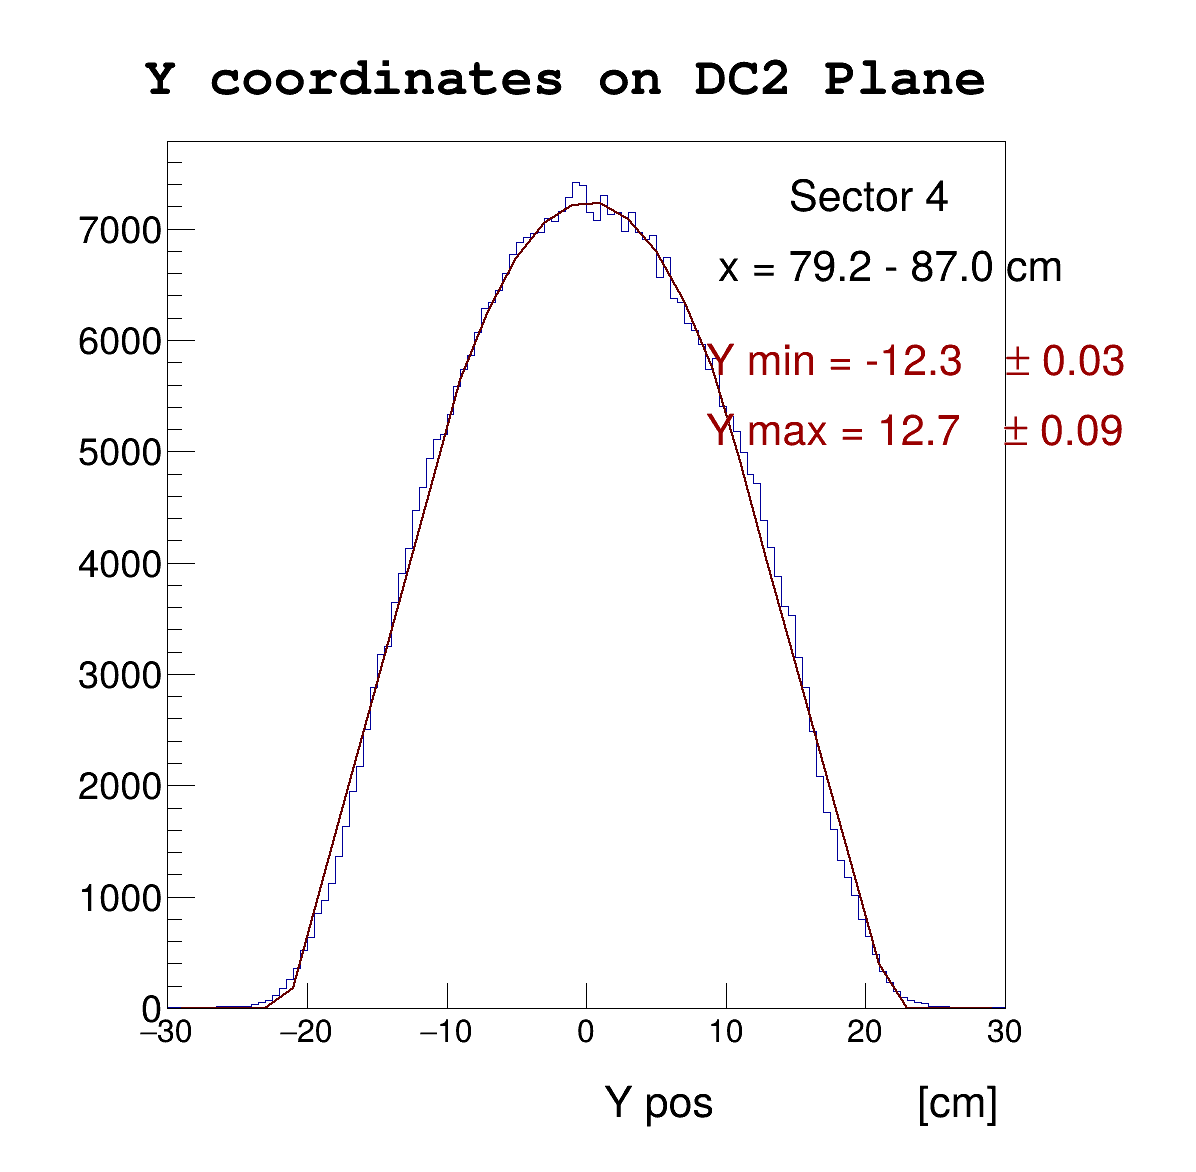 Y coordinates on DC2 Plane
Sector 4
x = 79.2 - 87.0 cm
Y min = -12.3 ± 0.03
Y max = 12.7 ± 0.09
7000
6000
5000
4000
3000
2000
1000
0
−30 −20 −10 0 10 20 30
Y pos [cm]